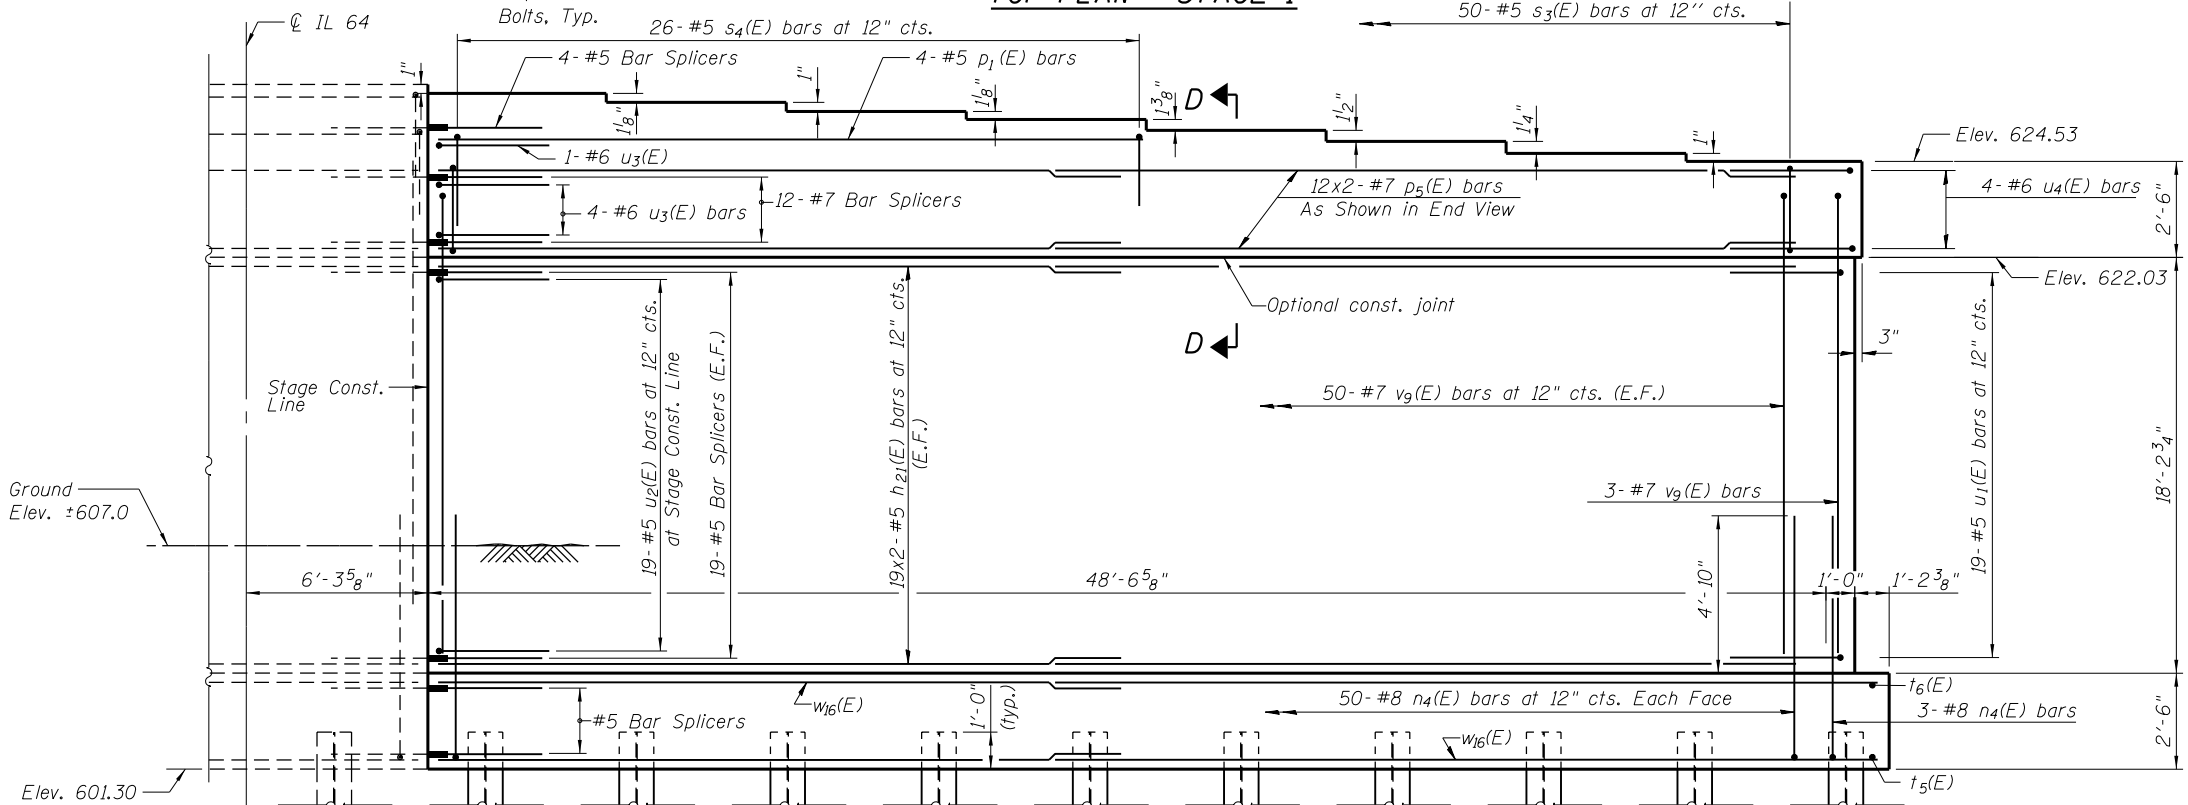 ℄ IL 64
Bolts, Typ.
26- #5 s4(E) bars at 12" cts.
50- #5 s3(E) bars at 12'' cts.
4- #5 Bar Splicers
4- #5 p1(E) bars
1"
1 1/8"
1"
1 1/8"
1 3/8"
D
1 1/2"
1 1/4"
1"
Elev. 624.53
1- #6 u3(E)
4- #6 u3(E) bars
12- #7 Bar Splicers
12x2- #7 p5(E) bars
As Shown in End View
4- #6 u4(E) bars
2'-6"
Elev. 622.03
Optional const. joint
D
3"
Stage Const.
Line
19- #5 u2(E) bars at 12" cts.
at Stage Const. Line
19- #5 Bar Splicers (E.F.)
19x2- #5 h21(E) bars at 12" cts.
(E.F.)
50- #7 v9(E) bars at 12" cts. (E.F.)
19- #5 u1(E) bars at 12" cts.
18'-2 3/4"
3- #7 v9(E) bars
Ground
Elev. ±607.0
6'-3 5/8"
48'-6 5/8"
4'-10"
1'-0"
1'-2 3/8"
w16(E)
1'-0"
(typ.)
#5 Bar Splicers
50- #8 n4(E) bars at 12" cts. Each Face
t6(E)
3- #8 n4(E) bars
w16(E)
2'-6"
t5(E)
Elev. 601.30